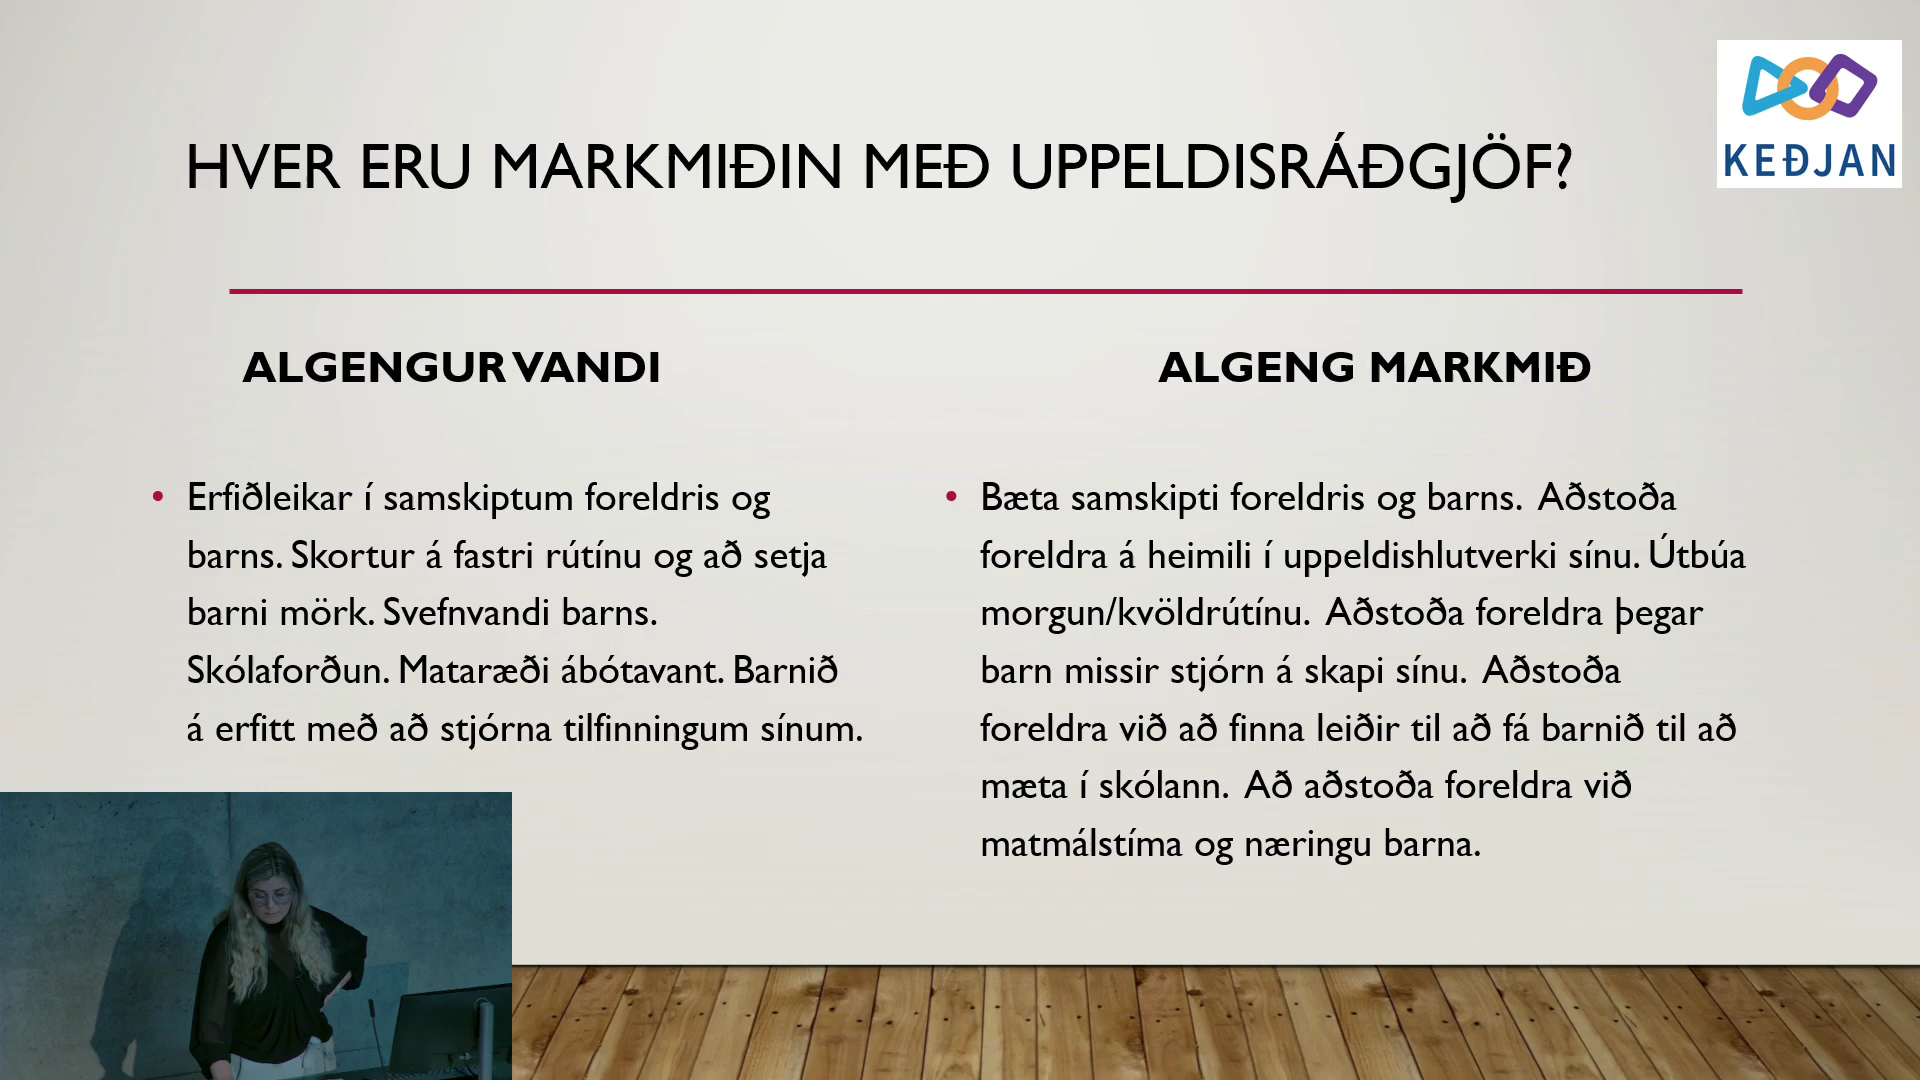 HVER ERU MARKMIÐIN MEÐ UPPELDISRÁÐGJÖF?
KEÐJAN
ALGENGUR VANDI
• Erfiðleikar í samskiptum foreldris og
barns. Skortur á fastri rútínu og að setja
barni mörk. Svefnvandi barns.
Skólaforðun. Mataræði ábótavant. Barnið
á erfitt með að stjórna tilfinningum sínum.
ALGENG MARKMIÐ
• Bæta samskipti foreldris og barns. Aðstoða
foreldra á heimili í uppeldishlutverki sínu. Útbúa
morgun/kvöldrútínu. Aðstoða foreldra þegar
barn missir stjórn á skapi sínu. Aðstoða
foreldra við að finna leiðir til að fá barnið til að
mæta í skólann. Að aðstoða foreldra við
matmálstíma og næringu barna.